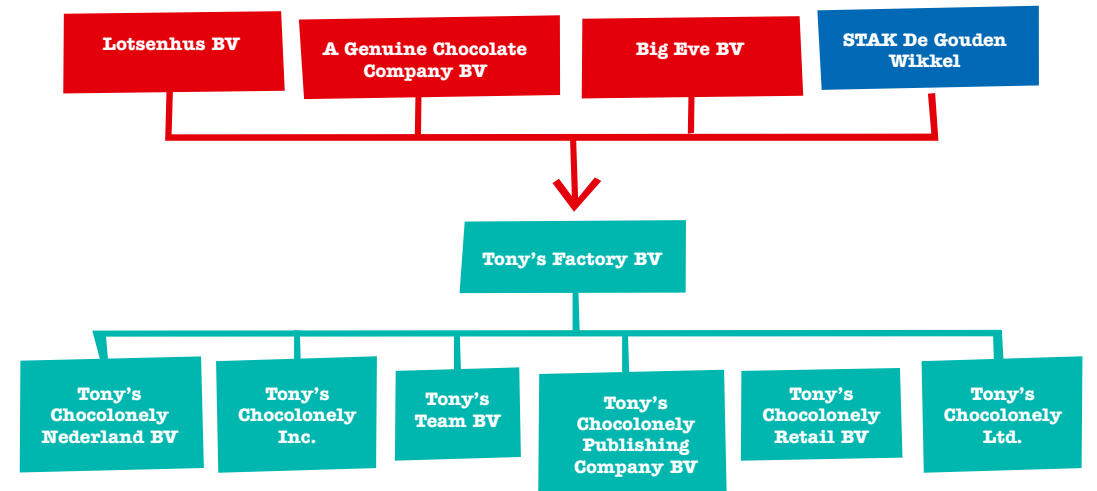 Lotsenhus BV
A Genuine Chocolate
Company BV
Big Eve BV
STAK De Gouden
Wikkel
Tony's Factory BV
Tony's
Chocolonely
Nederland BV
Tony's
Chocolonely
Inc.
Tony's
Team BV
Tony's
Chocolonely
Publishing
Company BV
Tony's
Chocolonely
Retail BV
Tony's
Chocolonely
Ltd.